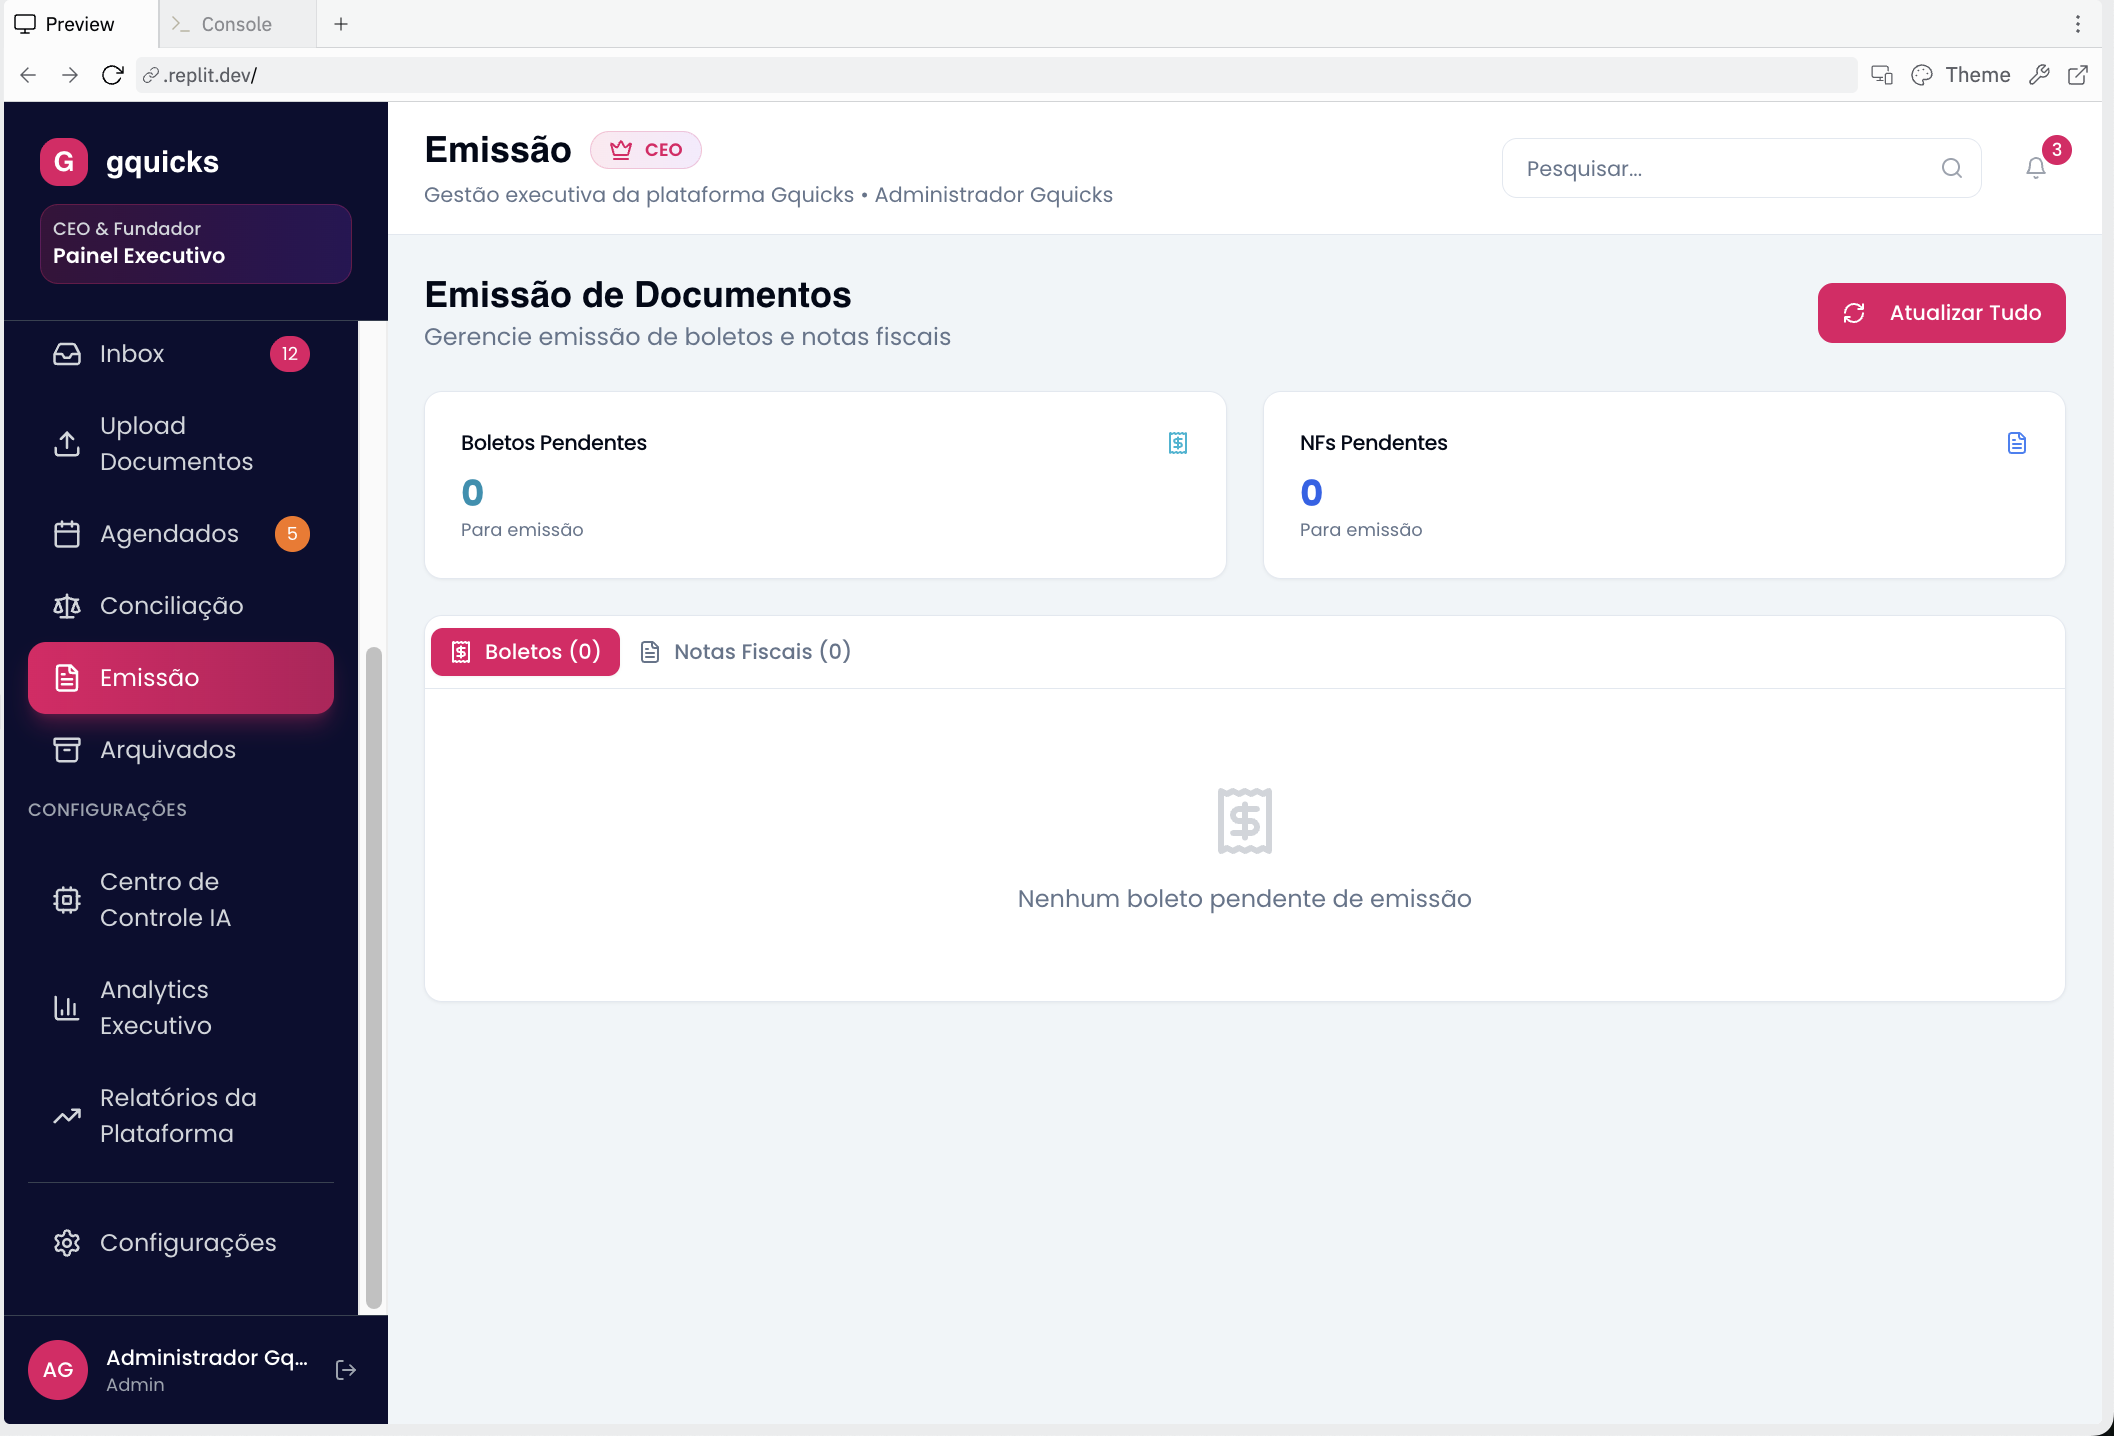 Preview
Console
.replit.dev/
Theme
G gquicks
CEO & Fundador
Painel Executivo
Inbox 12
Upload
Documentos
Agendados 5
Conciliação
Emissão
Arquivados
CONFIGURAÇÕES
Centro de
Controle IA
Analytics
Executivo
Relatórios da
Plataforma
Configurações
AG Administrador Gq...
Admin
Emissão CEO
Gestão executiva da plataforma Gquicks • Administrador Gquicks
Pesquisar...
3
Emissão de Documentos
Gerencie emissão de boletos e notas fiscais
Atualizar Tudo
Boletos Pendentes
0
Para emissão
NFs Pendentes
0
Para emissão
Boletos (0) Notas Fiscais (0)
Nenhum boleto pendente de emissão